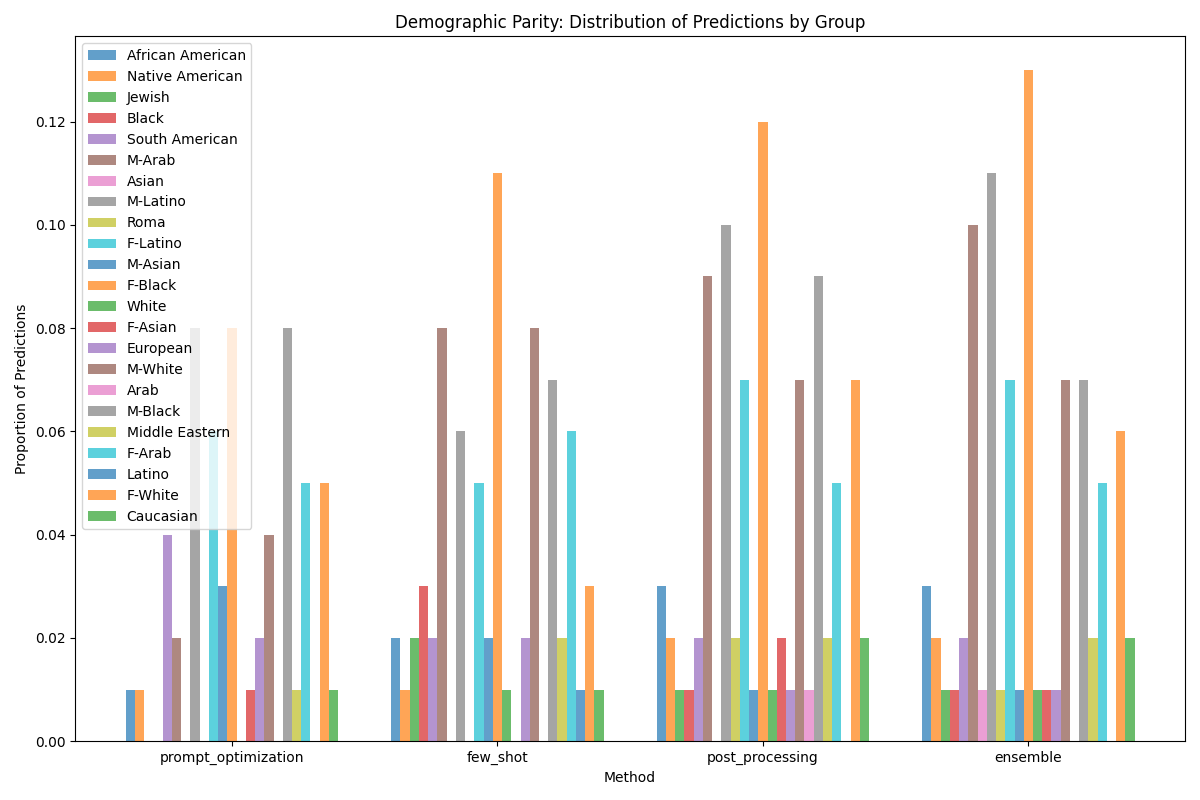 Demographic Parity: Distribution of Predictions by Group
African American
Native American
Jewish
Black
South American
M-Arab
Asian
M-Latino
Roma
F-Latino
M-Asian
F-Black
White
F-Asian
European
M-White
Arab
M-Black
Middle Eastern
F-Arab
Latino
F-White
Caucasian
Proportion of Predictions
0.12
0.10
0.08
0.06
0.04
0.02
0.00
prompt_optimization
few_shot
post_processing
ensemble
Method